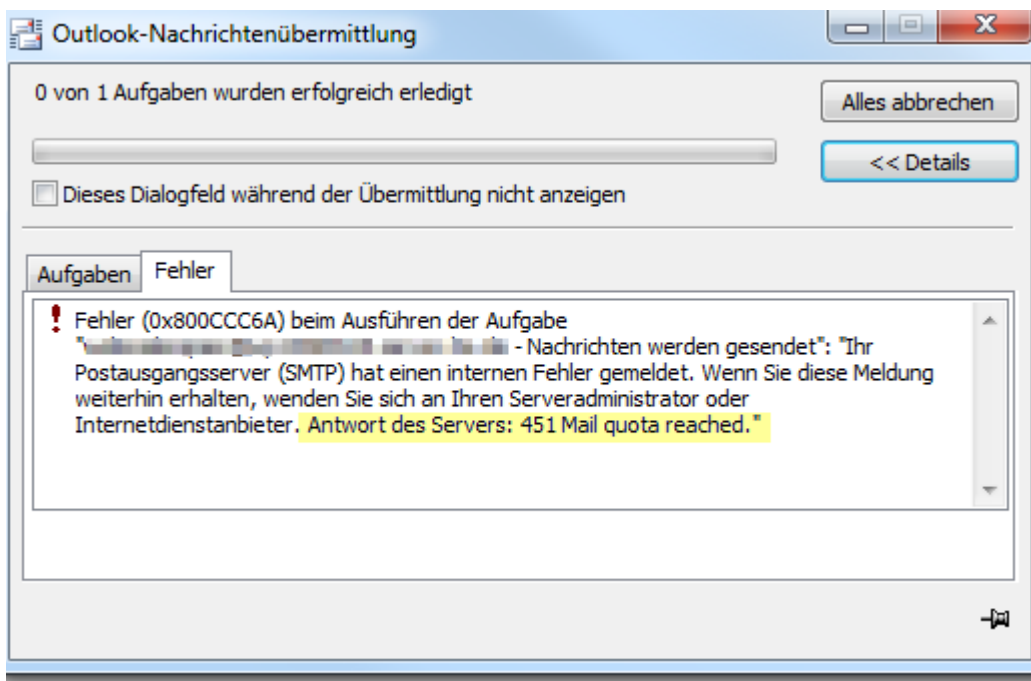 Outlook-Nachrichtenübermittlung
0 von 1 Aufgaben wurden erfolgreich erledigt
Alles abbrechen
<< Details
Dieses Dialogfeld während der Übermittlung nicht anzeigen
Aufgaben
Fehler
Fehler (0x800CCC6A) beim Ausführen der Aufgabe
" - Nachrichten werden gesendet": "Ihr
Postausgangsserver (SMTP) hat einen internen Fehler gemeldet. Wenn Sie diese Meldung
weiterhin erhalten, wenden Sie sich an Ihren Serveradministrator oder
Internetdienstanbieter. Antwort des Servers: 451 Mail quota reached."